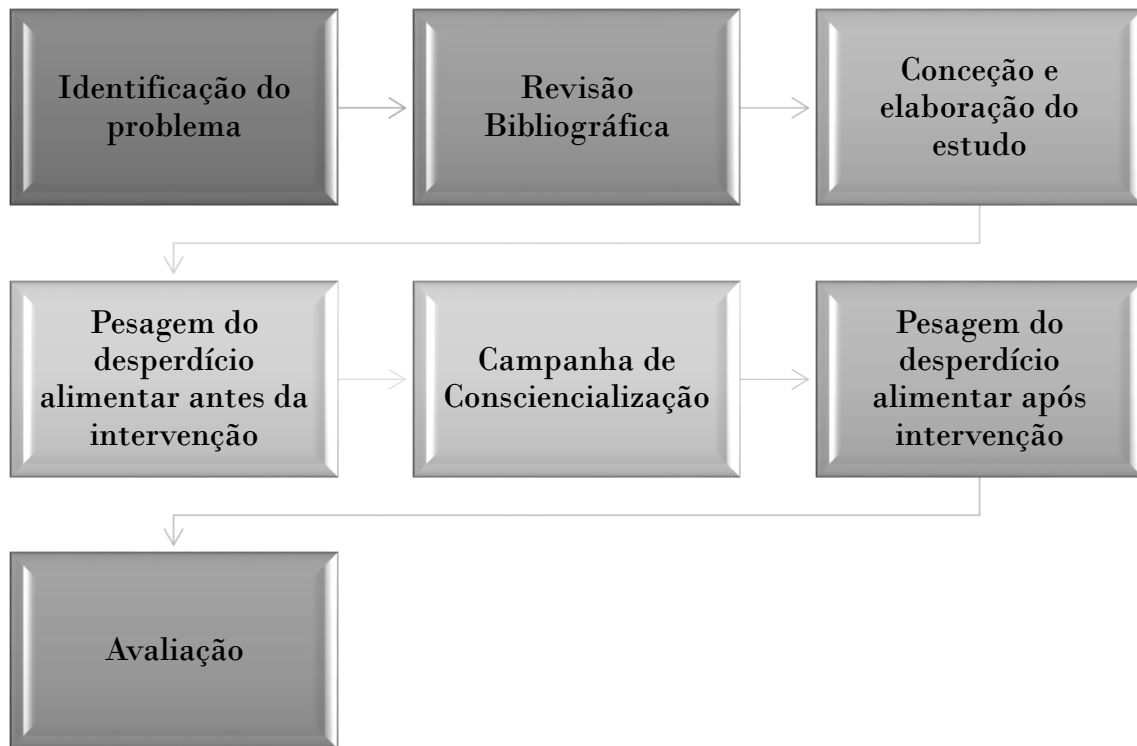 Identificação do
problema
Revisão
Bibliográfica
Conceção e
elaboração do
estudo
Pesagem do
desperdício
alimentar antes da
intervenção
Campanha de
Consciencialização
Pesagem do
desperdício
alimentar após
intervenção
Avaliação